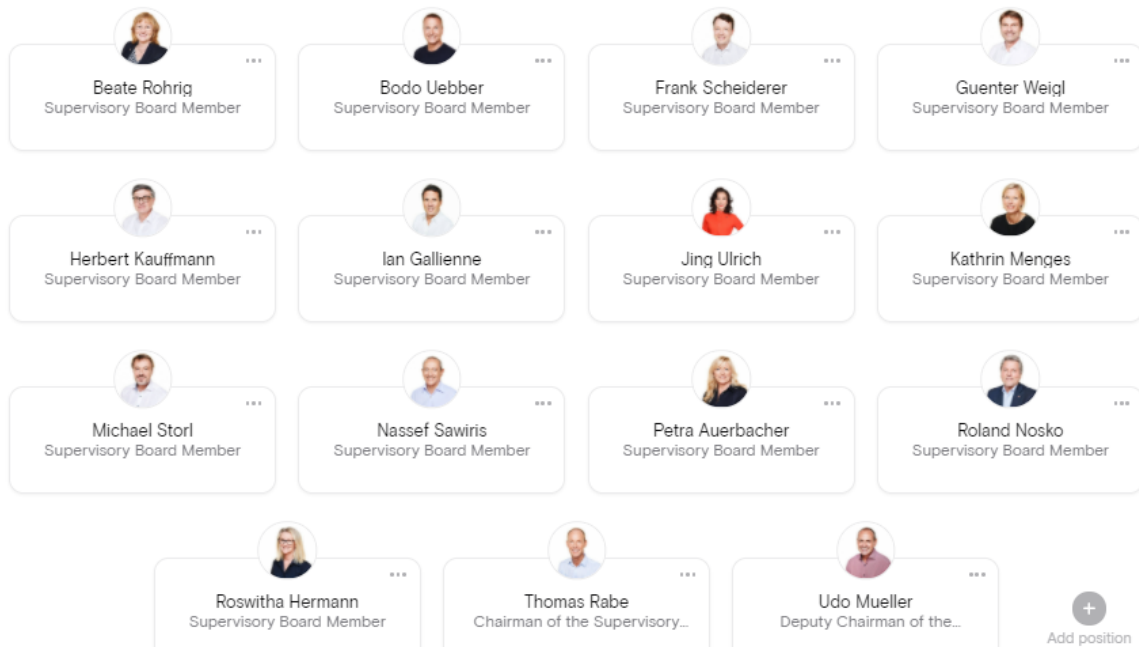 Beate Rohrig
Supervisory Board Member
Bodo Uebber
Supervisory Board Member
Frank Scheiderer
Supervisory Board Member
Guenter Weigl
Supervisory Board Member
Herbert Kauffmann
Supervisory Board Member
Ian Gallienne
Supervisory Board Member
Jing Ulrich
Supervisory Board Member
Kathrin Menges
Supervisory Board Member
Michael Storl
Supervisory Board Member
Nassef Sawiris
Supervisory Board Member
Petra Auerbacher
Supervisory Board Member
Roland Nosko
Supervisory Board Member
Roswitha Hermann
Supervisory Board Member
Thomas Rabe
Chairman of the Supervisory...
Udo Mueller
Deputy Chairman of the...
Add position